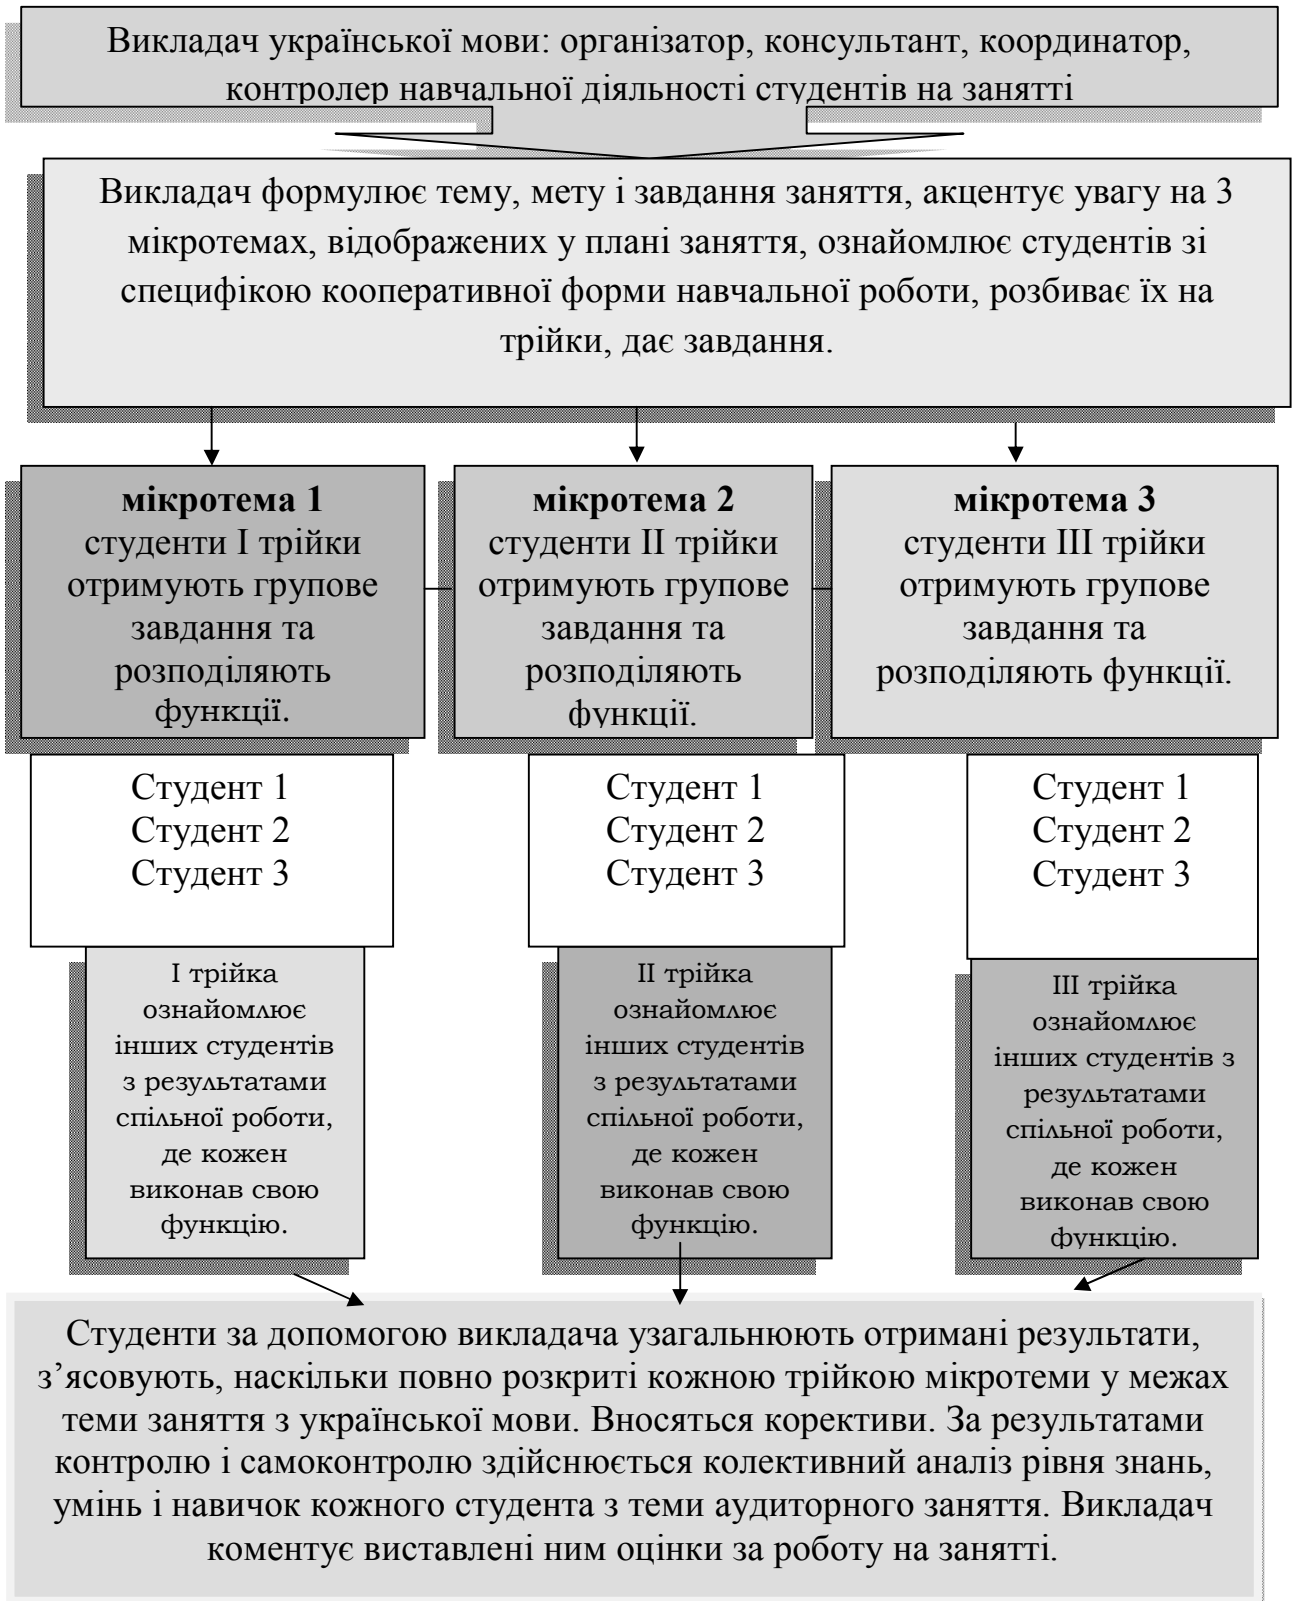 Викладач української мови: організатор, консультант, координатор,
контролер навчальної діяльності студентів на занятті
Викладач формулює тему, мету і завдання заняття, акцентує увагу на 3
мікротемах, відображених у плані заняття, ознайомлює студентів зі
специфікою кооперативної форми навчальної роботи, розбиває їх на
трійки, дає завдання.
мікротема 1
студенти І трійки
отримують групове
завдання та
розподіляють
функції.
мікротема 2
студенти ІІ трійки
отримують групове
завдання та
розподіляють
функції.
мікротема 3
студенти ІІІ трійки
отримують групове
завдання та
розподіляють функції.
Студент 1
Студент 2
Студент 3
Студент 1
Студент 2
Студент 3
Студент 1
Студент 2
Студент 3
І трійка
ознайомлює
інших студентів
з результатами
спільної роботи,
де кожен
виконав свою
функцію.
ІІ трійка
ознайомлює
інших студентів
з результатами
спільної роботи,
де кожен
виконав свою
функцію.
ІІІ трійка
ознайомлює
інших студентів з
результатами
спільної роботи,
де кожен
виконав свою
функцію.
Студенти за допомогою викладача узагальнюють отримані результати,
з’ясовують, наскільки повно розкриті кожною трійкою мікротеми у межах
теми заняття з української мови. Вносяться корективи. За результатами
контролю і самоконтролю здійснюється колективний аналіз рівня знань,
умінь і навичок кожного студента з теми аудиторного заняття. Викладач
коментує виставлені ним оцінки за роботу на занятті.